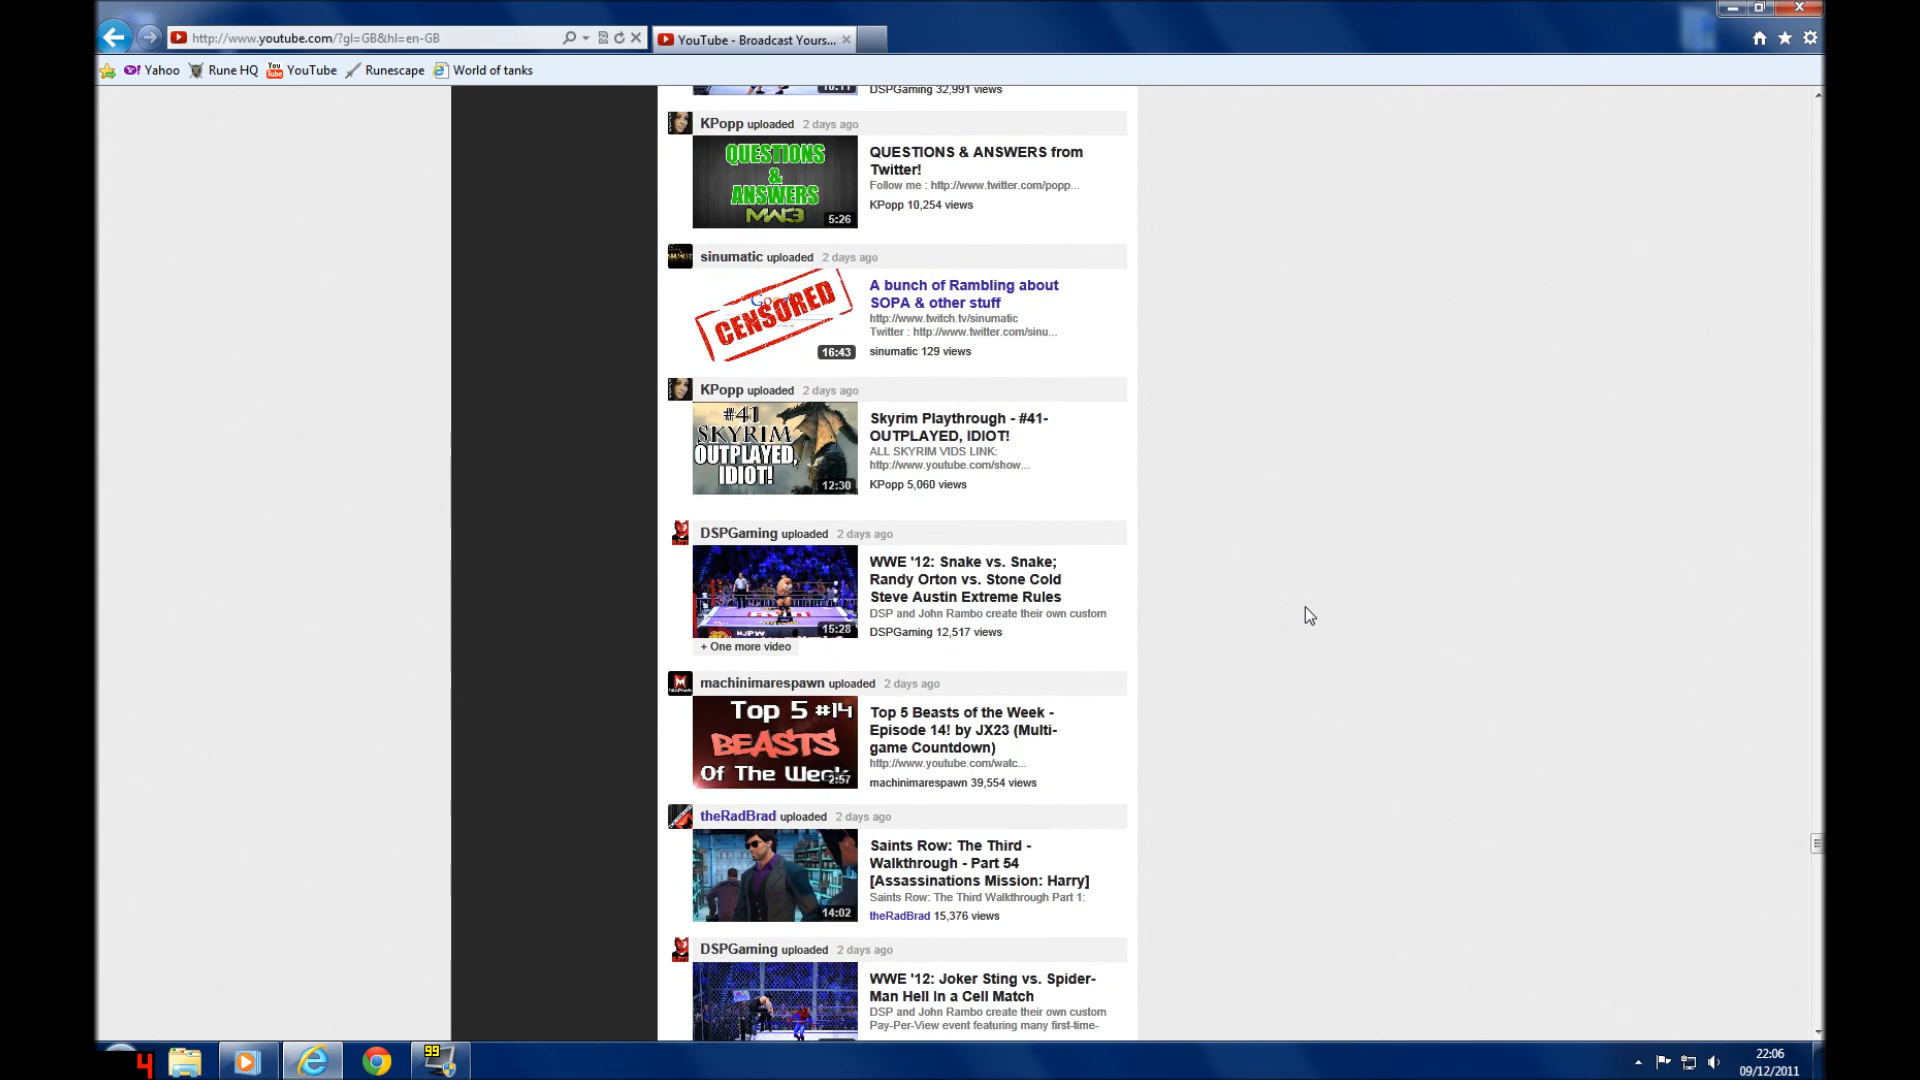 http://www.youtube.com/?gl=GB&hl=en-GB
YouTube - Broadcast Yours...
Yahoo
Rune HQ
YouTube
Runescape
World of tanks
DSPGaming 32,991 views
KPopp uploaded 2 days ago
QUESTIONS
&
ANSWERS
MW3
5:26
QUESTIONS & ANSWERS from
Twitter!
Follow me : http://www.twitter.com/popp...
KPopp 10,254 views
sinumatic uploaded 2 days ago
CENSORED
16:43
A bunch of Rambling about
SOPA & other stuff
http://www.twitch.tv/sinumatic
Twitter : http://www.twitter.com/sinu...
sinumatic 129 views
KPopp uploaded 2 days ago
#41
SKYRIM
OUTPLAYED,
IDIOT!
12:30
Skyrim Playthrough - #41-
OUTPLAYED, IDIOT!
ALL SKYRIM VIDS LINK:
http://www.youtube.com/show...
KPopp 5,060 views
DSPGaming uploaded 2 days ago
NJPW
15:28
WWE '12: Snake vs. Snake;
Randy Orton vs. Stone Cold
Steve Austin Extreme Rules
DSP and John Rambo create their own custom
DSPGaming 12,517 views
+ One more video
machinimarespawn uploaded 2 days ago
Top 5 #14
BEASTS
Of The Week
2:57
Top 5 Beasts of the Week -
Episode 14! by JX23 (Multi-
game Countdown)
http://www.youtube.com/watc...
machinimarespawn 39,554 views
theRadBrad uploaded 2 days ago
14:02
Saints Row: The Third -
Walkthrough - Part 54
[Assassinations Mission: Harry]
Saints Row: The Third Walkthrough Part 1:
theRadBrad 15,376 views
DSPGaming uploaded 2 days ago
WWE '12: Joker Sting vs. Spider-
Man Hell in a Cell Match
DSP and John Rambo create their own custom
Pay-Per-View event featuring many first-time-
4
99
22:06
09/12/2011